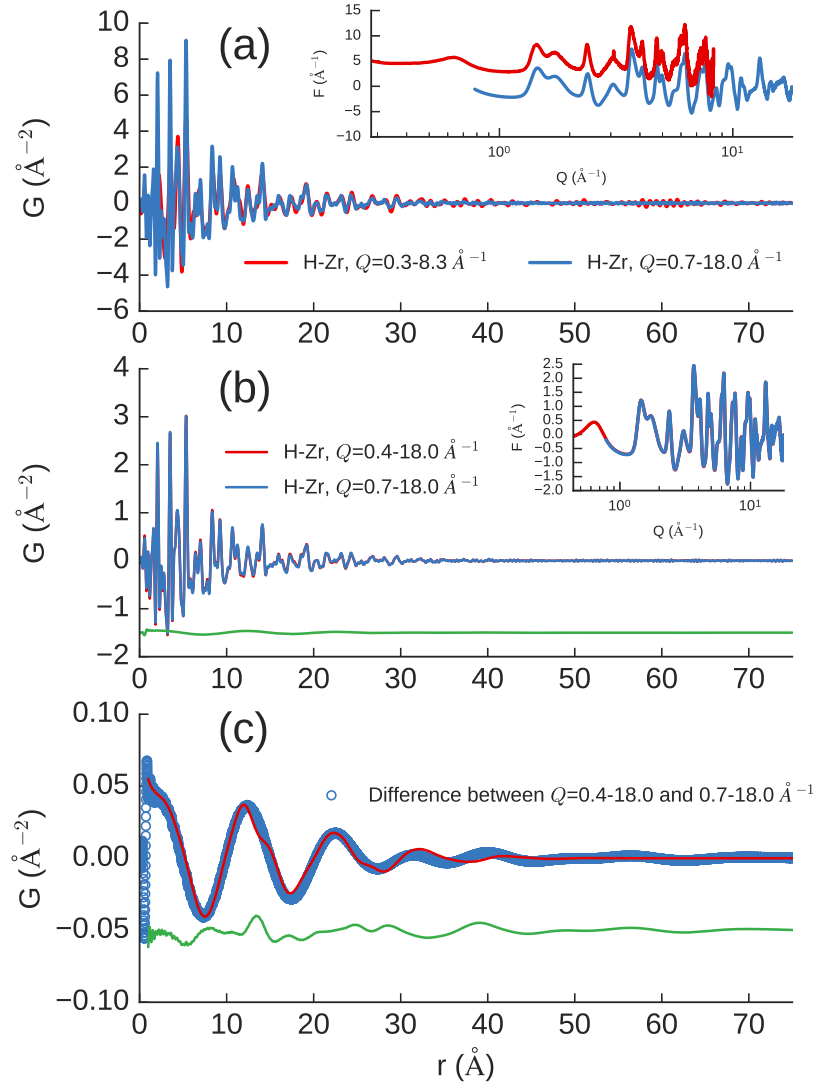 (a)
10
8
6
4
2
0
−2
−4
−6
G (Å⁻²)
0 10 20 30 40 50 60 70
H-Zr, Q=0.3-8.3 Å⁻¹
H-Zr, Q=0.7-18.0 Å⁻¹
15
10
5
0
−5
−10
F (Å⁻¹)
10⁰ 10¹
Q (Å⁻¹)
(b)
4
3
2
1
0
−1
−2
G (Å⁻²)
0 10 20 30 40 50 60 70
H-Zr, Q=0.4-18.0 Å⁻¹
H-Zr, Q=0.7-18.0 Å⁻¹
2.5
2.0
1.5
1.0
0.5
0.0
−0.5
−1.0
−1.5
−2.0
F (Å⁻¹)
10⁰ 10¹
Q (Å⁻¹)
(c)
0.10
0.05
0.00
−0.05
−0.10
G (Å⁻²)
Difference between Q=0.4-18.0 and 0.7-18.0 Å⁻¹
0 10 20 30 40 50 60 70
r (Å)